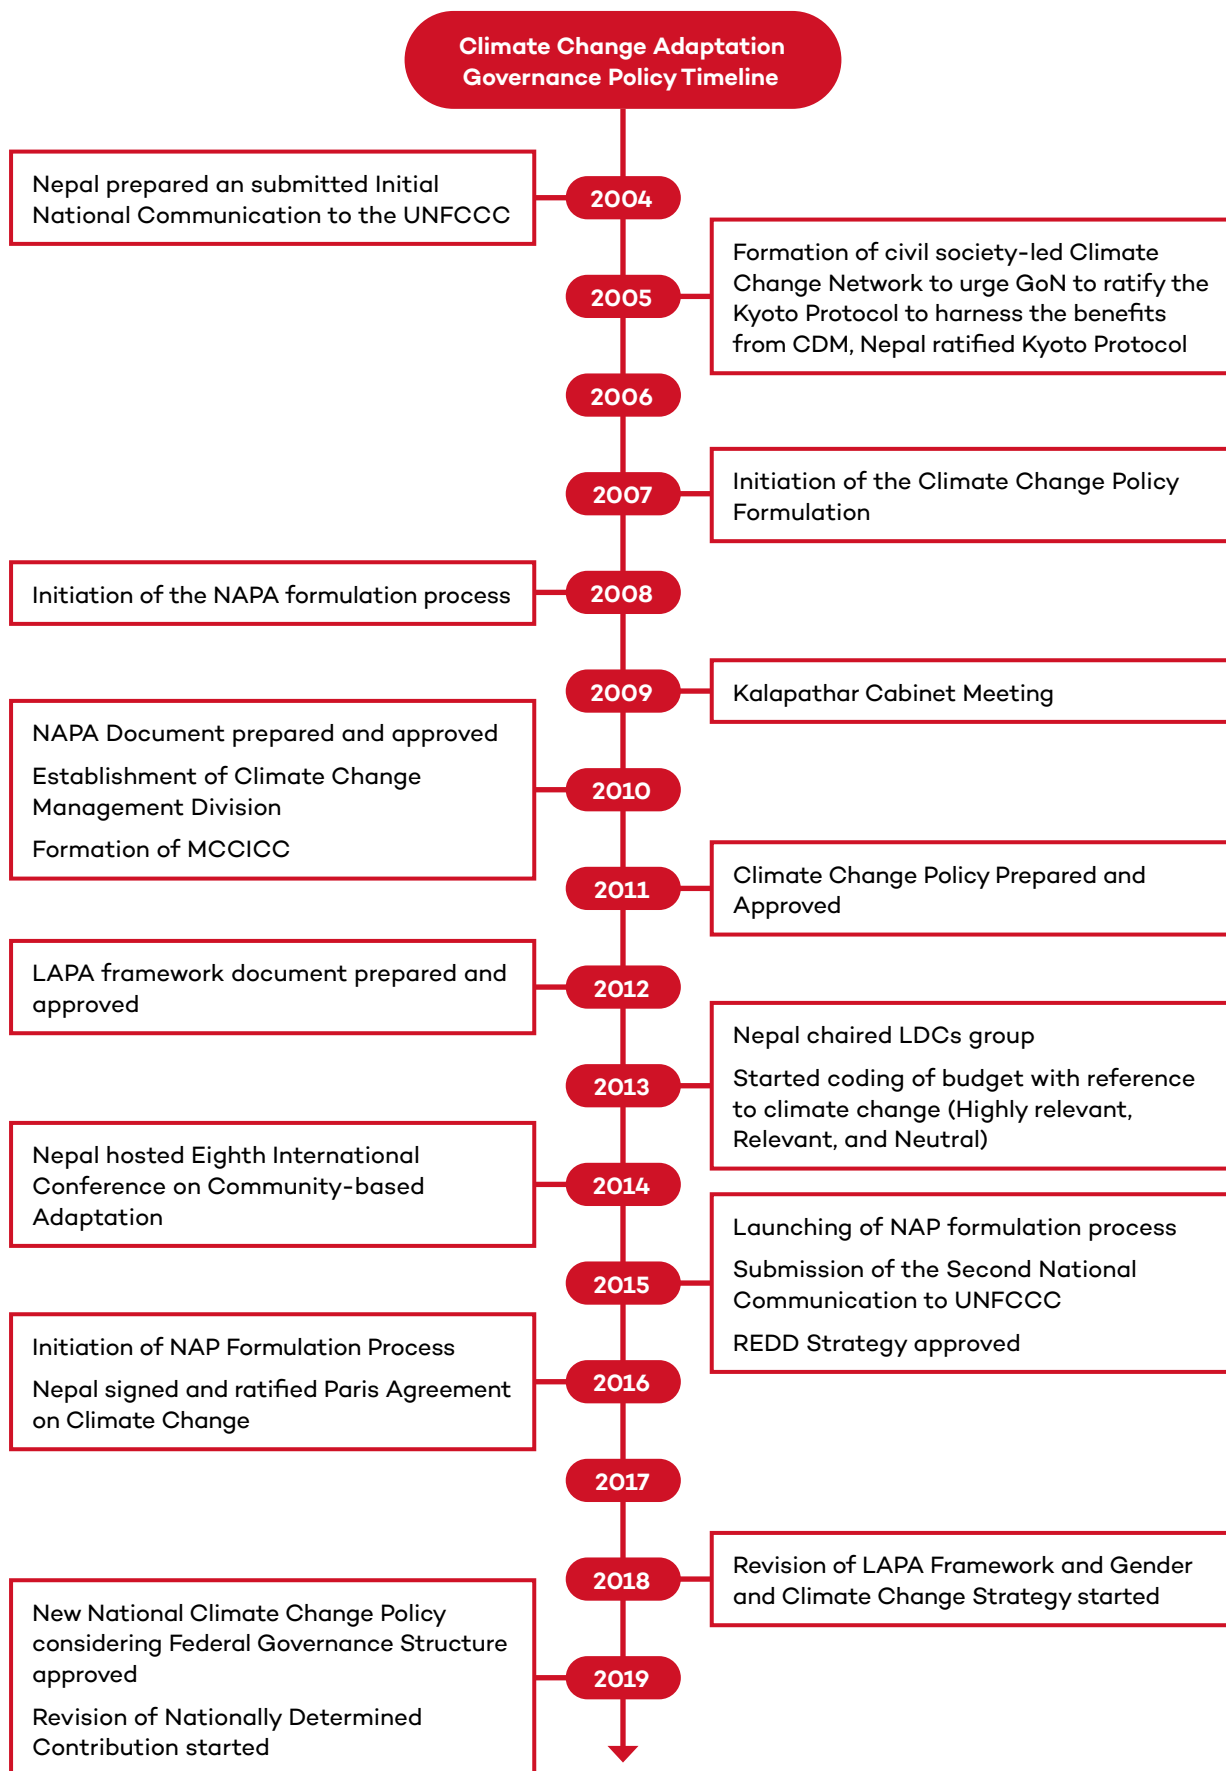 Climate Change Adaptation
Governance Policy Timeline
2004
Nepal prepared an submitted Initial
National Communication to the UNFCCC
2005
Formation of civil society-led Climate
Change Network to urge GoN to ratify the
Kyoto Protocol to harness the benefits
from CDM, Nepal ratified Kyoto Protocol
2006
2007
Initiation of the Climate Change Policy
Formulation
2008
Initiation of the NAPA formulation process
2009
Kalapathar Cabinet Meeting
2010
NAPA Document prepared and approved
Establishment of Climate Change
Management Division
Formation of MCCICC
2011
Climate Change Policy Prepared and
Approved
2012
LAPA framework document prepared and
approved
2013
Nepal chaired LDCs group
Started coding of budget with reference
to climate change (Highly relevant,
Relevant, and Neutral)
2014
Nepal hosted Eighth International
Conference on Community-based
Adaptation
2015
Launching of NAP formulation process
Submission of the Second National
Communication to UNFCCC
REDD Strategy approved
2016
Initiation of NAP Formulation Process
Nepal signed and ratified Paris Agreement
on Climate Change
2017
2018
Revision of LAPA Framework and Gender
and Climate Change Strategy started
2019
New National Climate Change Policy
considering Federal Governance Structure
approved
Revision of Nationally Determined
Contribution started